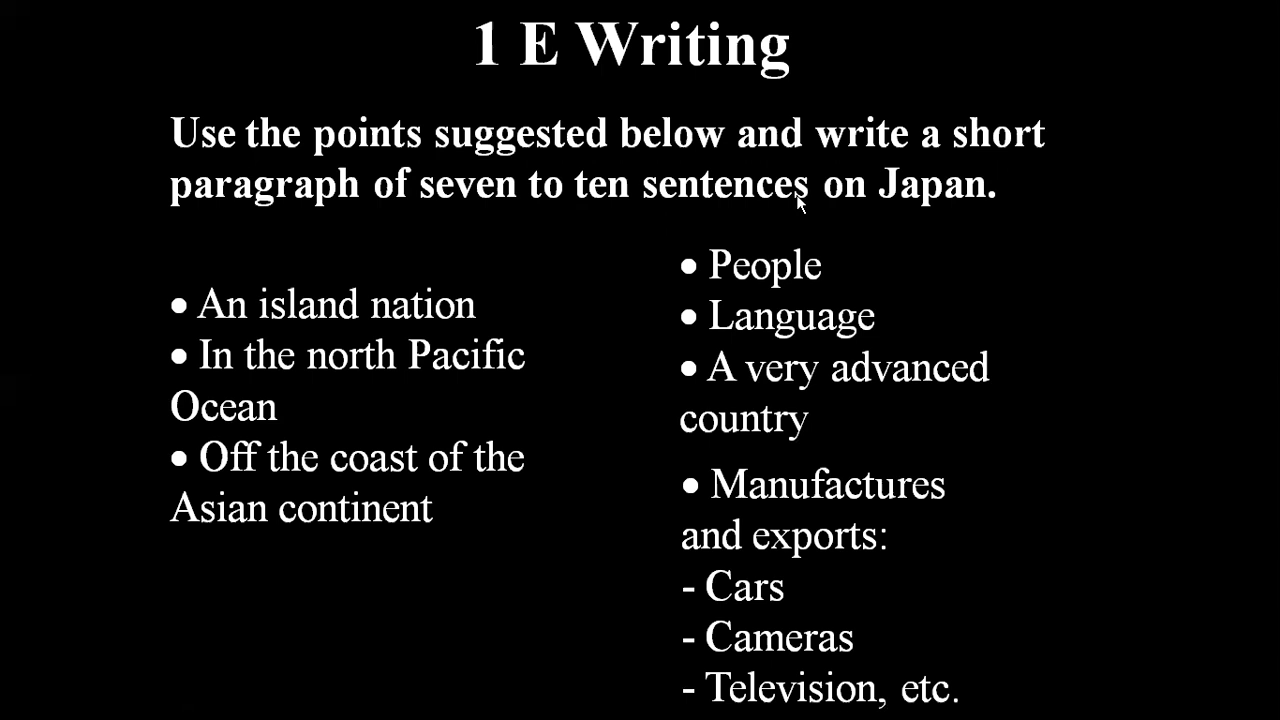 1 E Writing
Use the points suggested below and write a short
paragraph of seven to ten sentences on Japan.
• An island nation
• In the north Pacific
Ocean
• Off the coast of the
Asian continent
• People
• Language
• A very advanced
country
• Manufactures
and exports:
- Cars
- Cameras
- Television, etc.